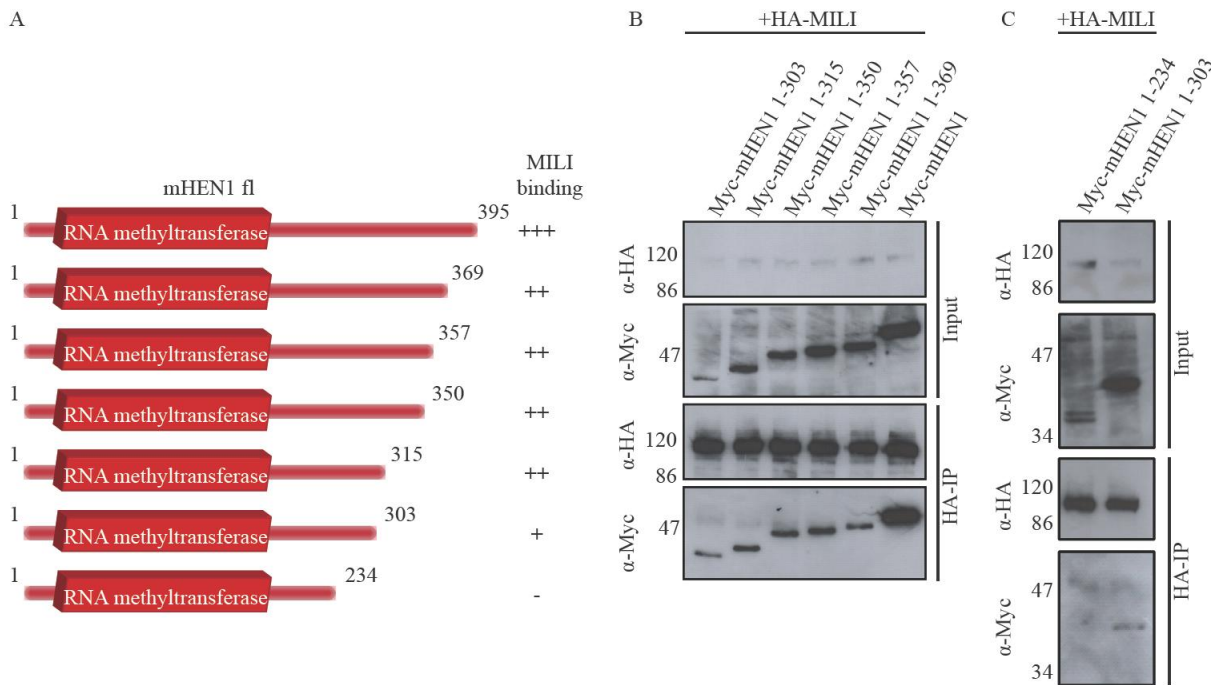 A
mHEN1 fl
MILI
binding
1 RNA methyltransferase 395 +++
1 RNA methyltransferase 369 ++
1 RNA methyltransferase 357 ++
1 RNA methyltransferase 350 ++
1 RNA methyltransferase 315 ++
1 RNA methyltransferase 303 +
1 RNA methyltransferase 234 -
B
+HA-MILI
Myc-mHEN1 1-303
Myc-mHEN1 1-315
Myc-mHEN1 1-350
Myc-mHEN1 1-357
Myc-mHEN1 1-369
Myc-mHEN1
α-HA
120
86
α-Myc
47
Input
α-HA
120
86
α-Myc
47
HA-IP
C
+HA-MILI
Myc-mHEN1 1-234
Myc-mHEN1 1-303
α-HA
120
86
α-Myc
47
34
Input
α-HA
120
86
α-Myc
47
34
HA-IP